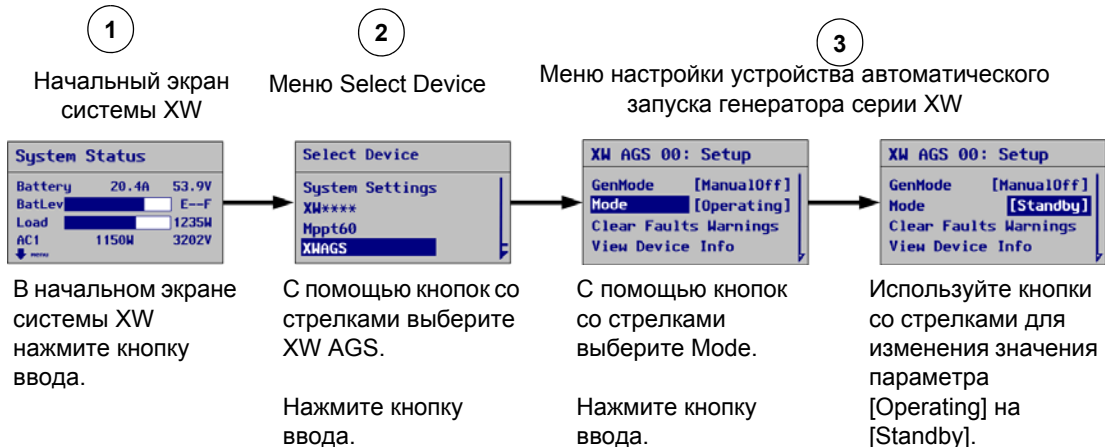 1
Начальный экран
системы XW
System Status
Battery 20.4A 53.9V
BatLev E--F
Load 1235W
AC1 1150W 3202V
menu
В начальном экране
системы XW
нажмите кнопку
ввода.
2
Меню Select Device
Select Device
System Settings
XW****
Mppt60
XWAGS
С помощью кнопок со
стрелками выберите
XW AGS.
Нажмите кнопку
ввода.
3
Меню настройки устройства автоматического
запуска генератора серии XW
XW AGS 00: Setup
GenMode [ManualOff]
Mode [Operating]
Clear Faults Warnings
View Device Info
С помощью кнопок
со стрелками
выберите Mode.
Нажмите кнопку
ввода.
XW AGS 00: Setup
GenMode [ManualOff]
Mode [Standby]
Clear Faults Warnings
View Device Info
Используйте кнопки
со стрелками для
изменения значения
параметра
[Operating] на
[Standby].